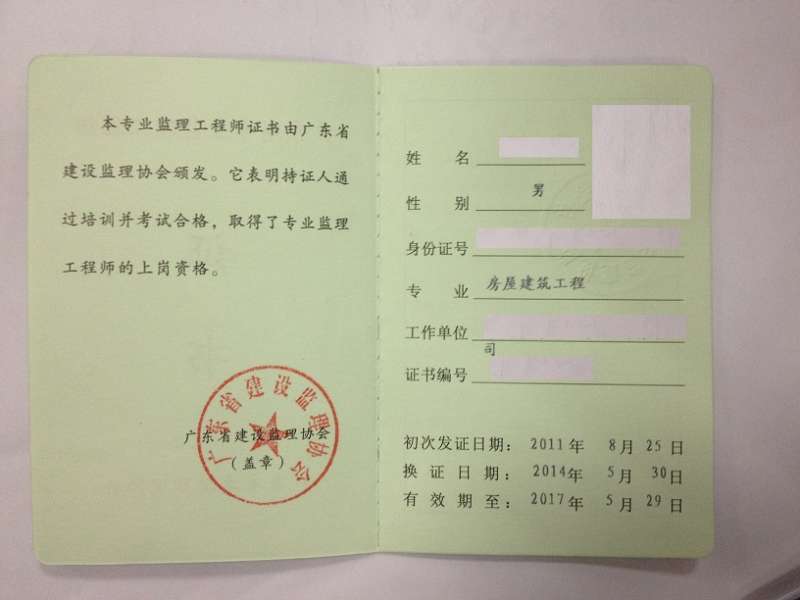 本专业监理工程师证书由广东省
建设监理协会颁发。它表明持证人通
过培训并考试合格，取得了专业监理
工程师的上岗资格。
广东省建设监理协会
广东省建设监理协会
（盖章）
姓 名
性 别 男
身份证号
专 业 房屋建筑工程
工作单位
司
证书编号
初次发证日期： 2011年 8月25日
换证日期： 2014年 5月30日
有效期至： 2017年 5月29日